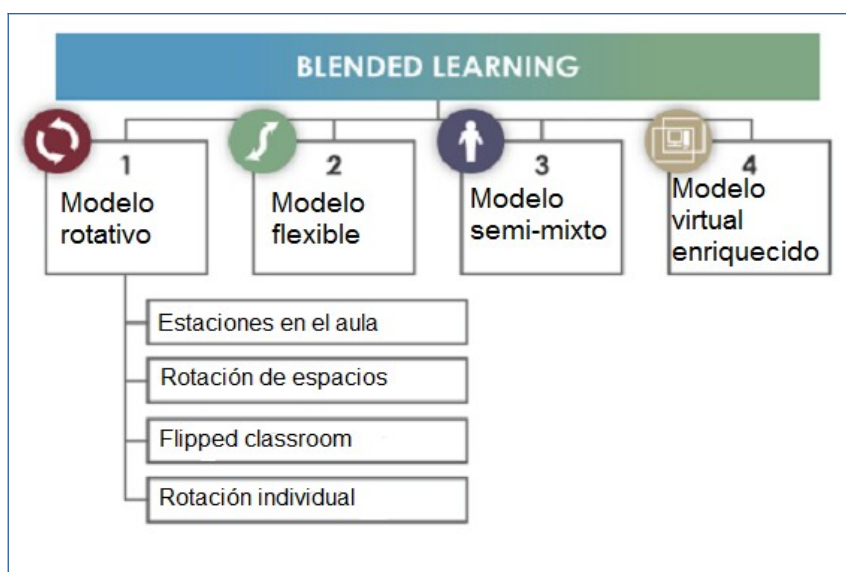 BLENDED LEARNING
1
Modelo
rotativo
2
Modelo
flexible
3
Modelo
semi-mixto
4
Modelo
virtual
enriquecido
Estaciones en el aula
Rotación de espacios
Flipped classroom
Rotación individual